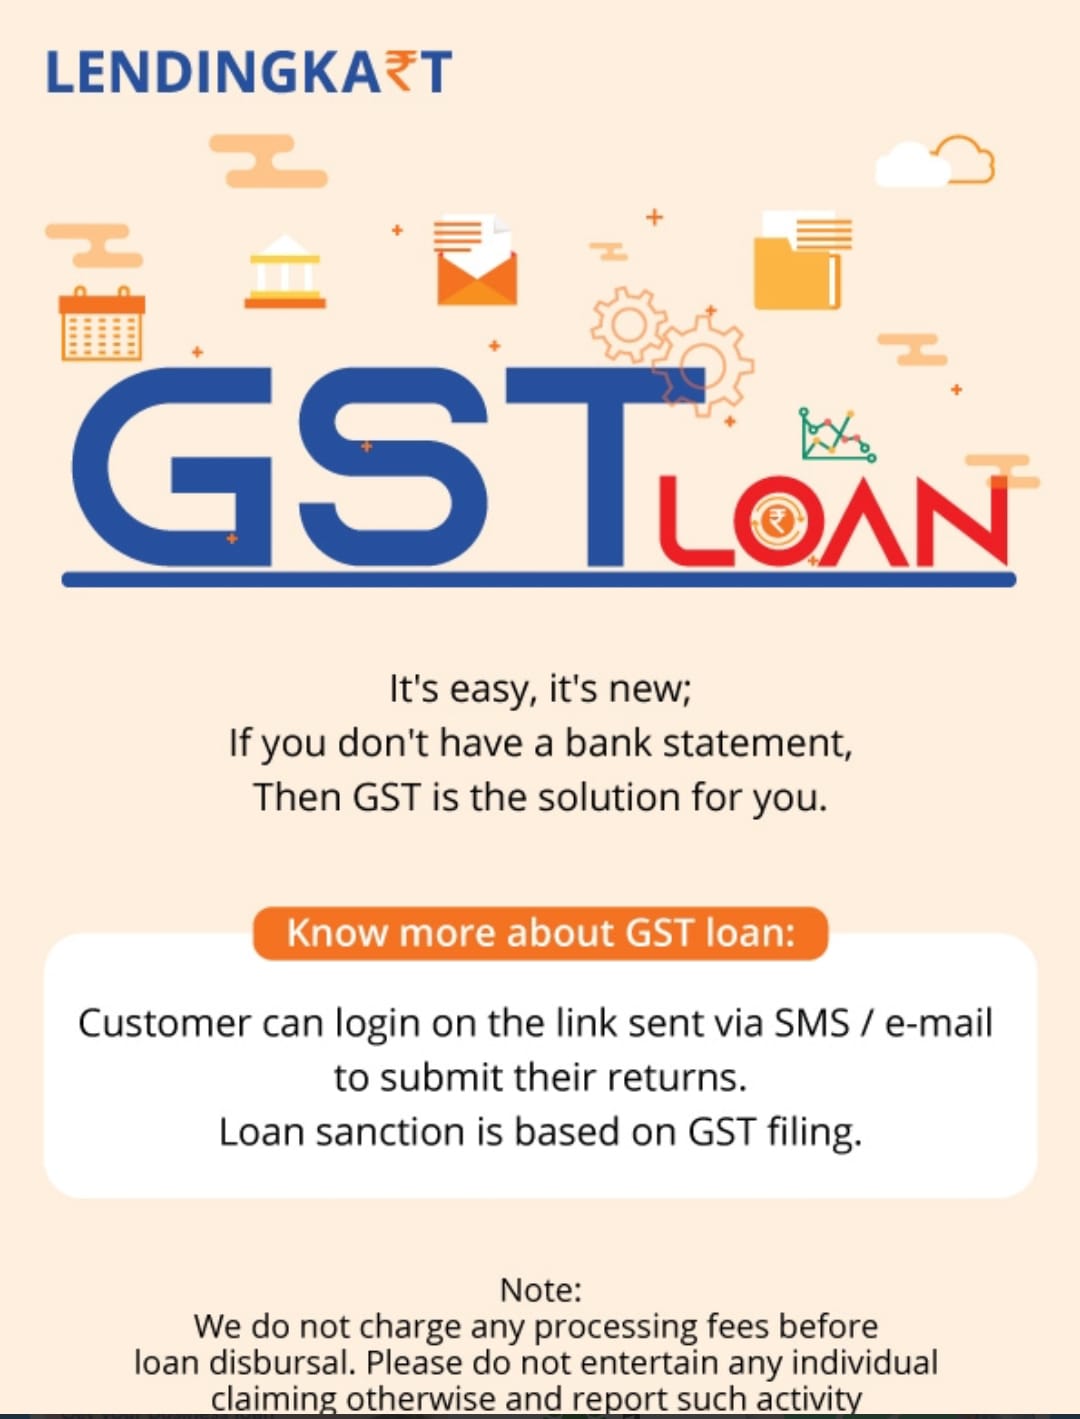 LENDINGKA₹T
GST LOAN
It's easy, it's new;
If you don't have a bank statement,
Then GST is the solution for you.
Know more about GST loan:
Customer can login on the link sent via SMS / e-mail
to submit their returns.
Loan sanction is based on GST filing.
Note:
We do not charge any processing fees before
loan disbursal. Please do not entertain any individual
claiming otherwise and report such activity